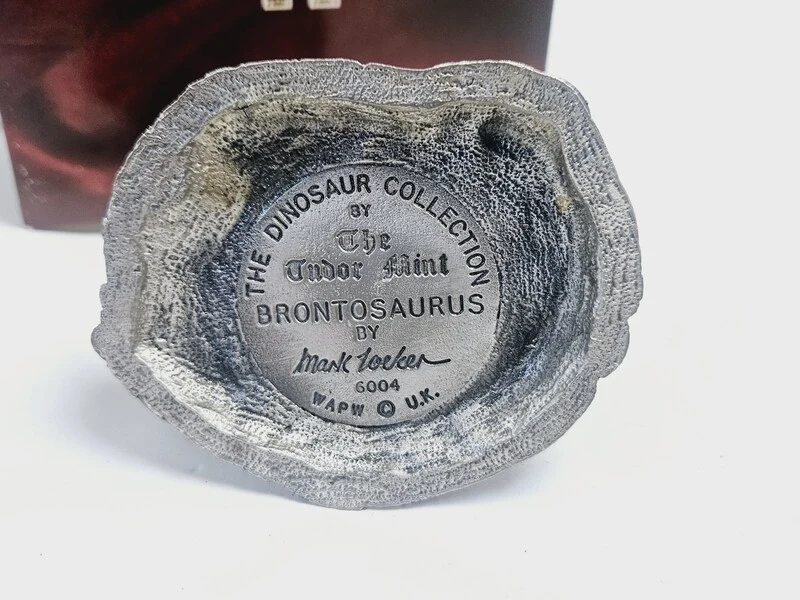 THE DINOSAUR COLLECTION
BY
The
Tudor Mint
BRONTOSAURUS
BY
Mark Locker
6004
WAPW © U.K.